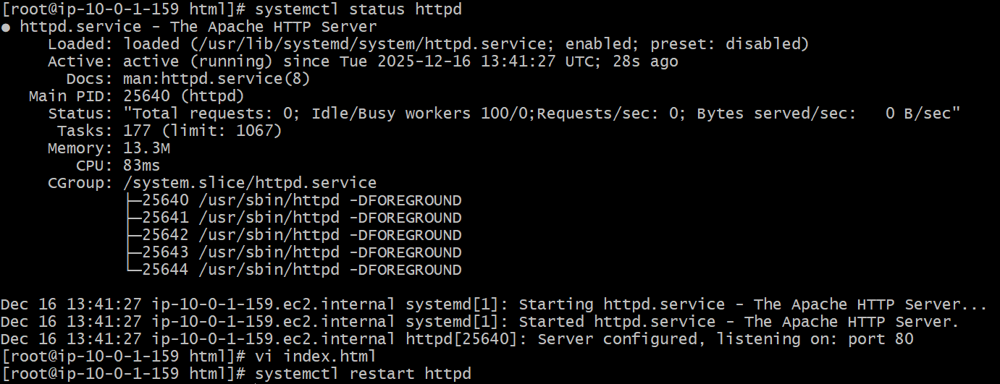 [root@ip-10-0-1-159 html]# systemctl status httpd
● httpd.service - The Apache HTTP Server
     Loaded: loaded (/usr/lib/systemd/system/httpd.service; enabled; preset: disabled)
     Active: active (running) since Tue 2025-12-16 13:41:27 UTC; 28s ago
       Docs: man:httpd.service(8)
   Main PID: 25640 (httpd)
     Status: "Total requests: 0; Idle/Busy workers 100/0;Requests/sec: 0; Bytes served/sec:   0 B/sec"
      Tasks: 177 (limit: 1067)
     Memory: 13.3M
        CPU: 83ms
     CGroup: /system.slice/httpd.service
             ├─25640 /usr/sbin/httpd -DFOREGROUND
             ├─25641 /usr/sbin/httpd -DFOREGROUND
             ├─25642 /usr/sbin/httpd -DFOREGROUND
             ├─25643 /usr/sbin/httpd -DFOREGROUND
             └─25644 /usr/sbin/httpd -DFOREGROUND

Dec 16 13:41:27 ip-10-0-1-159.ec2.internal systemd[1]: Starting httpd.service - The Apache HTTP Server...
Dec 16 13:41:27 ip-10-0-1-159.ec2.internal systemd[1]: Started httpd.service - The Apache HTTP Server.
Dec 16 13:41:27 ip-10-0-1-159.ec2.internal httpd[25640]: Server configured, listening on: port 80
[root@ip-10-0-1-159 html]# vi index.html
[root@ip-10-0-1-159 html]# systemctl restart httpd